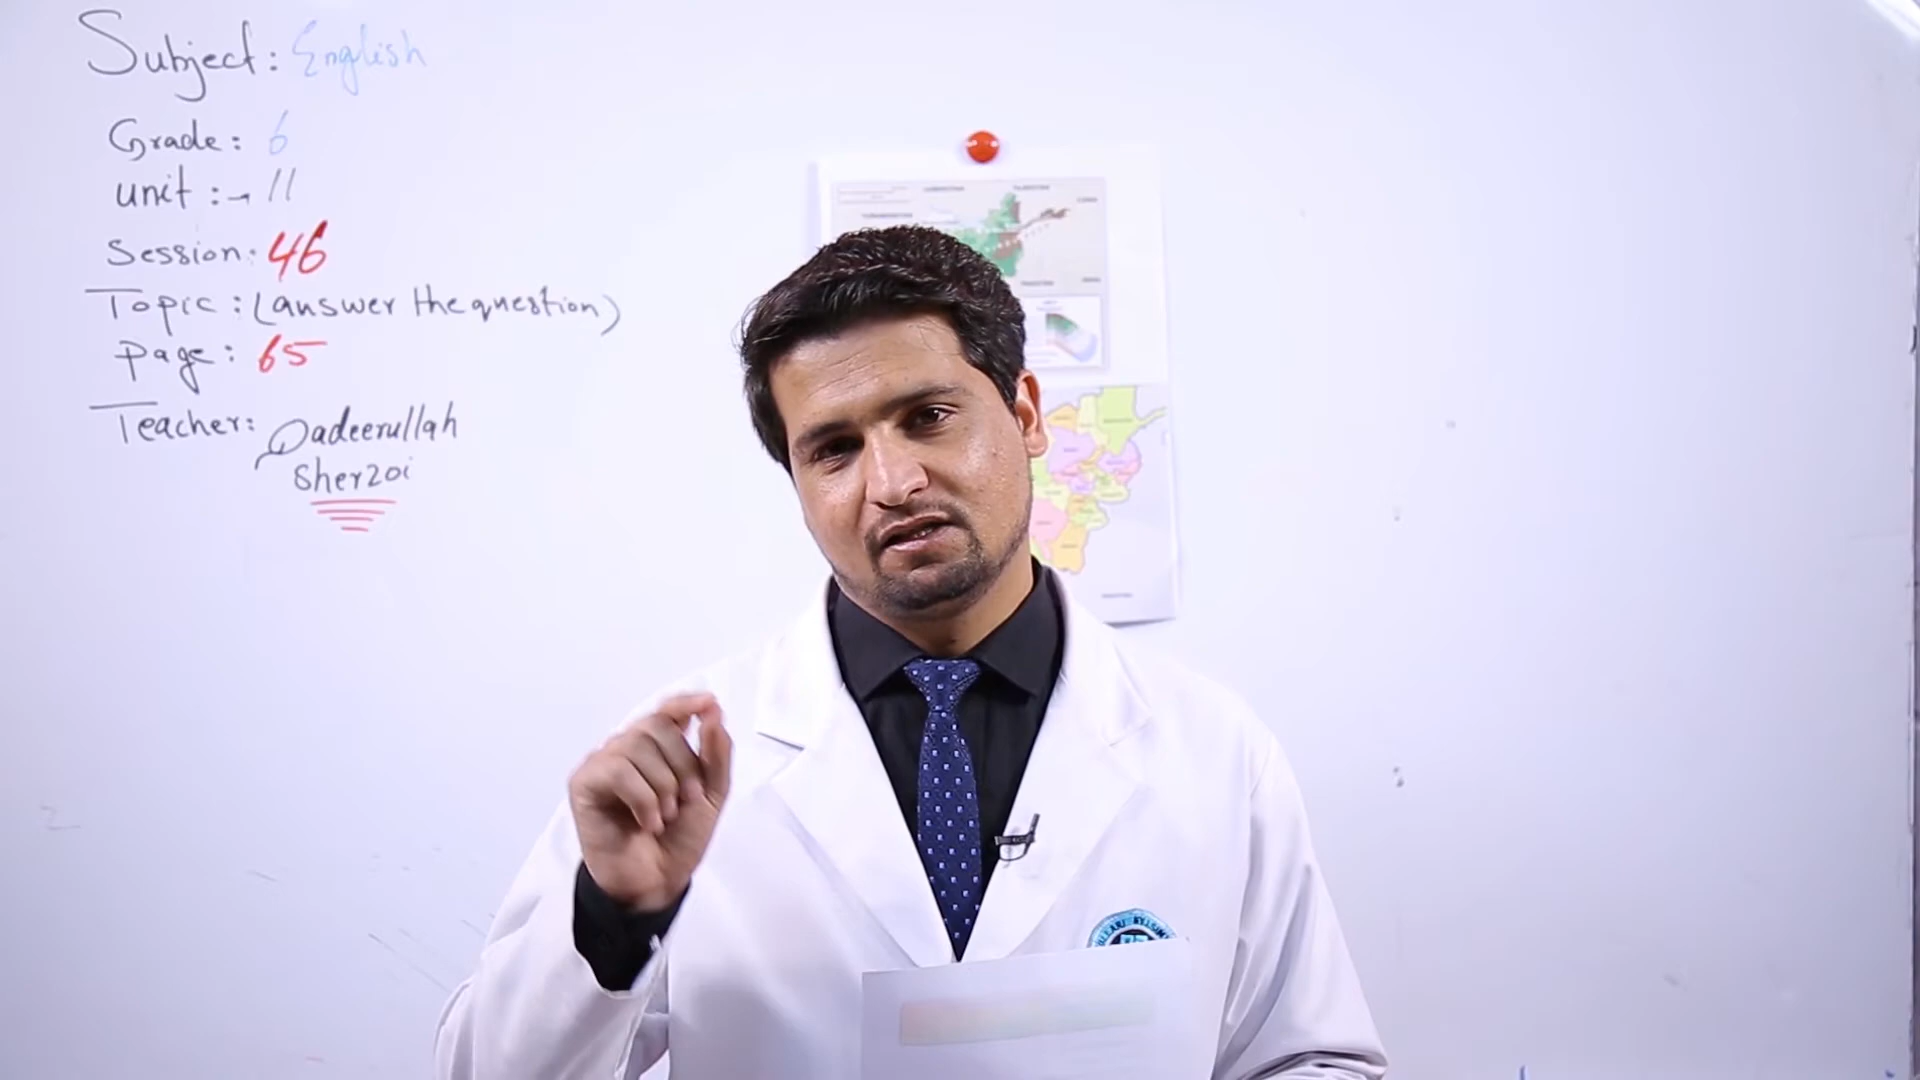 Subject: English
Grade: 6
unit :→ 11
Session: 46
Topic: (answer the question)
page: 65
Teacher: Qadeerullah
Sherzoi